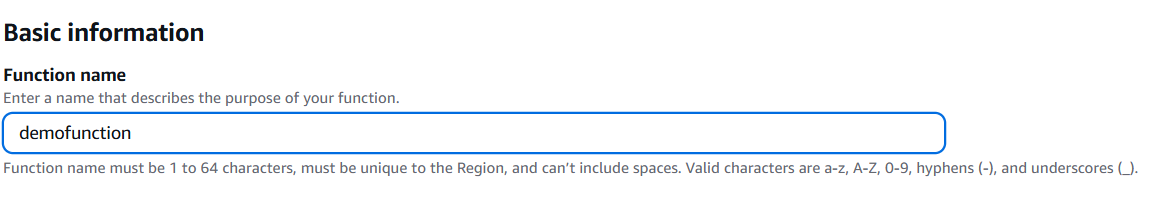 Basic information
Function name
Enter a name that describes the purpose of your function.
demofunction
Function name must be 1 to 64 characters, must be unique to the Region, and can’t include spaces. Valid characters are a-z, A-Z, 0-9, hyphens (-), and underscores (_).